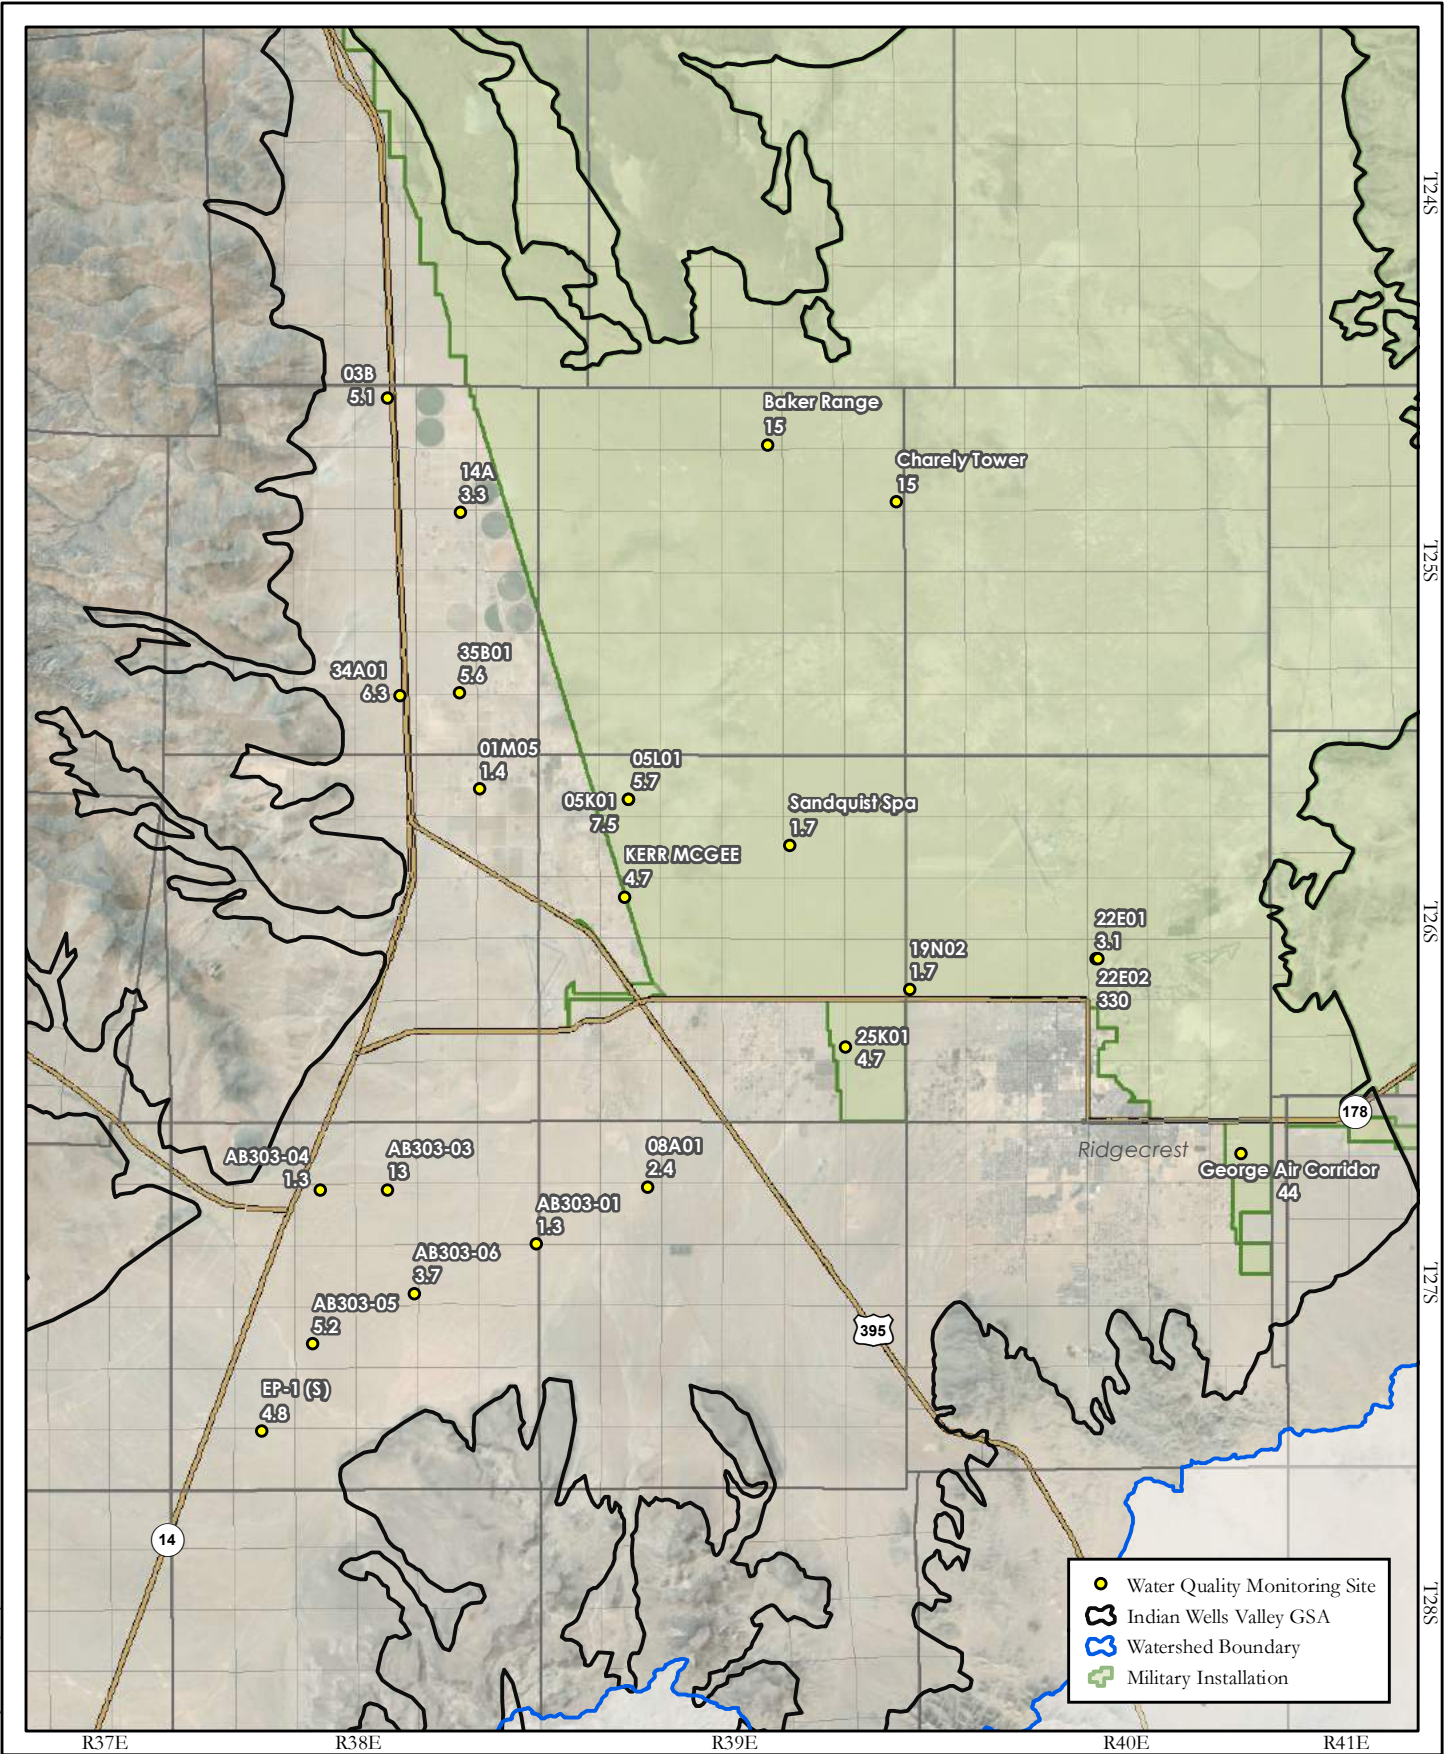 T24S
03B
5.1
Baker Range
15
Charely Tower
15
14A
3.3
T25S
35B01
5.6
34A01
6.3
01M05
1.4
05L01
5.7
05K01
7.5
Sandquist Spa
1.7
KERR MCGEE
4.7
T26S
22E01
3.1
19N02
1.7
22E02
330
25K01
4.7
178
Ridgecrest
AB303-04
1.3
AB303-03
13
08A01
2.4
George Air Corridor
44
AB303-01
1.3
AB303-06
3.7
T27S
AB303-05
5.2
395
EP-1 (S)
4.8
14
Water Quality Monitoring Site
Indian Wells Valley GSA
Watershed Boundary
Military Installation
T28S
R37E
R38E
R39E
R40E
R41E